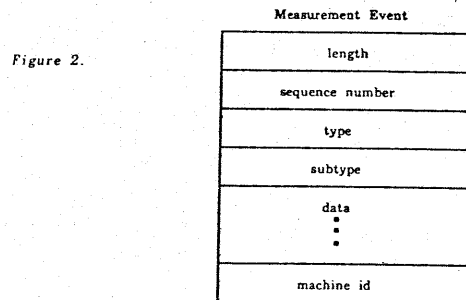 Measurement Event
Figure 2.
length
sequence number
type
subtype
data
machine id